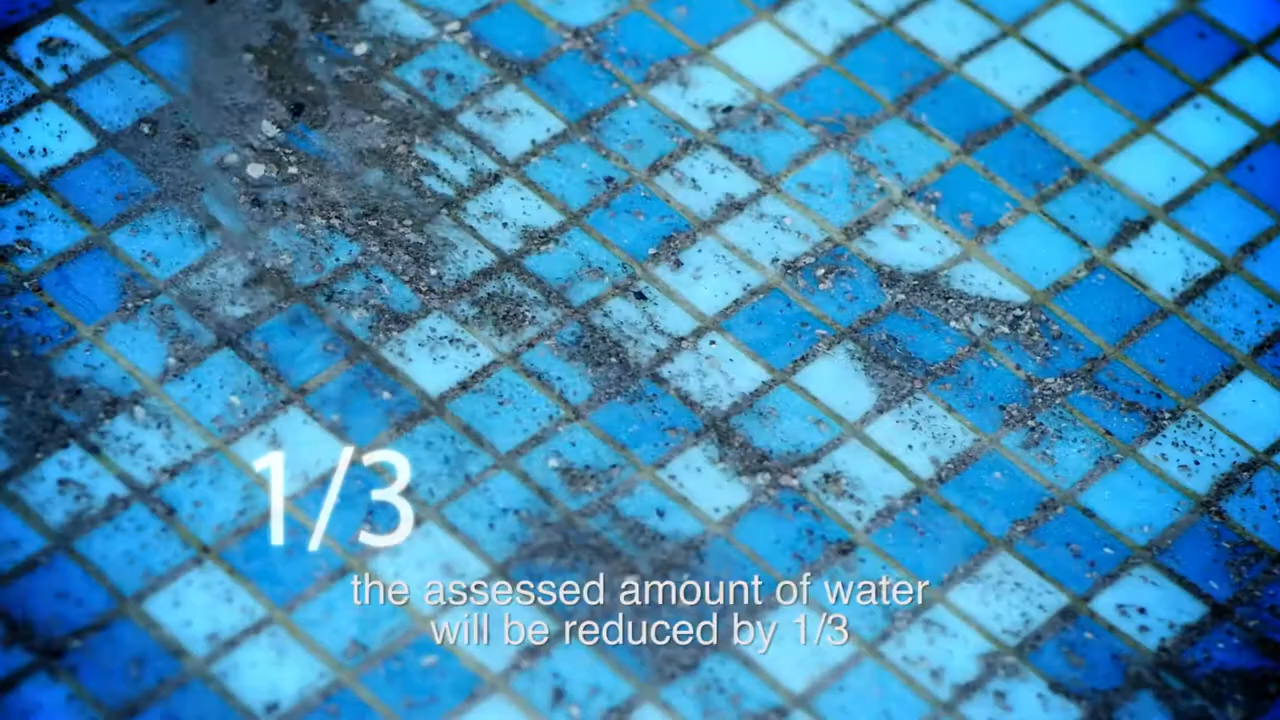 1/3
the assessed amount of water
will be reduced by 1/3